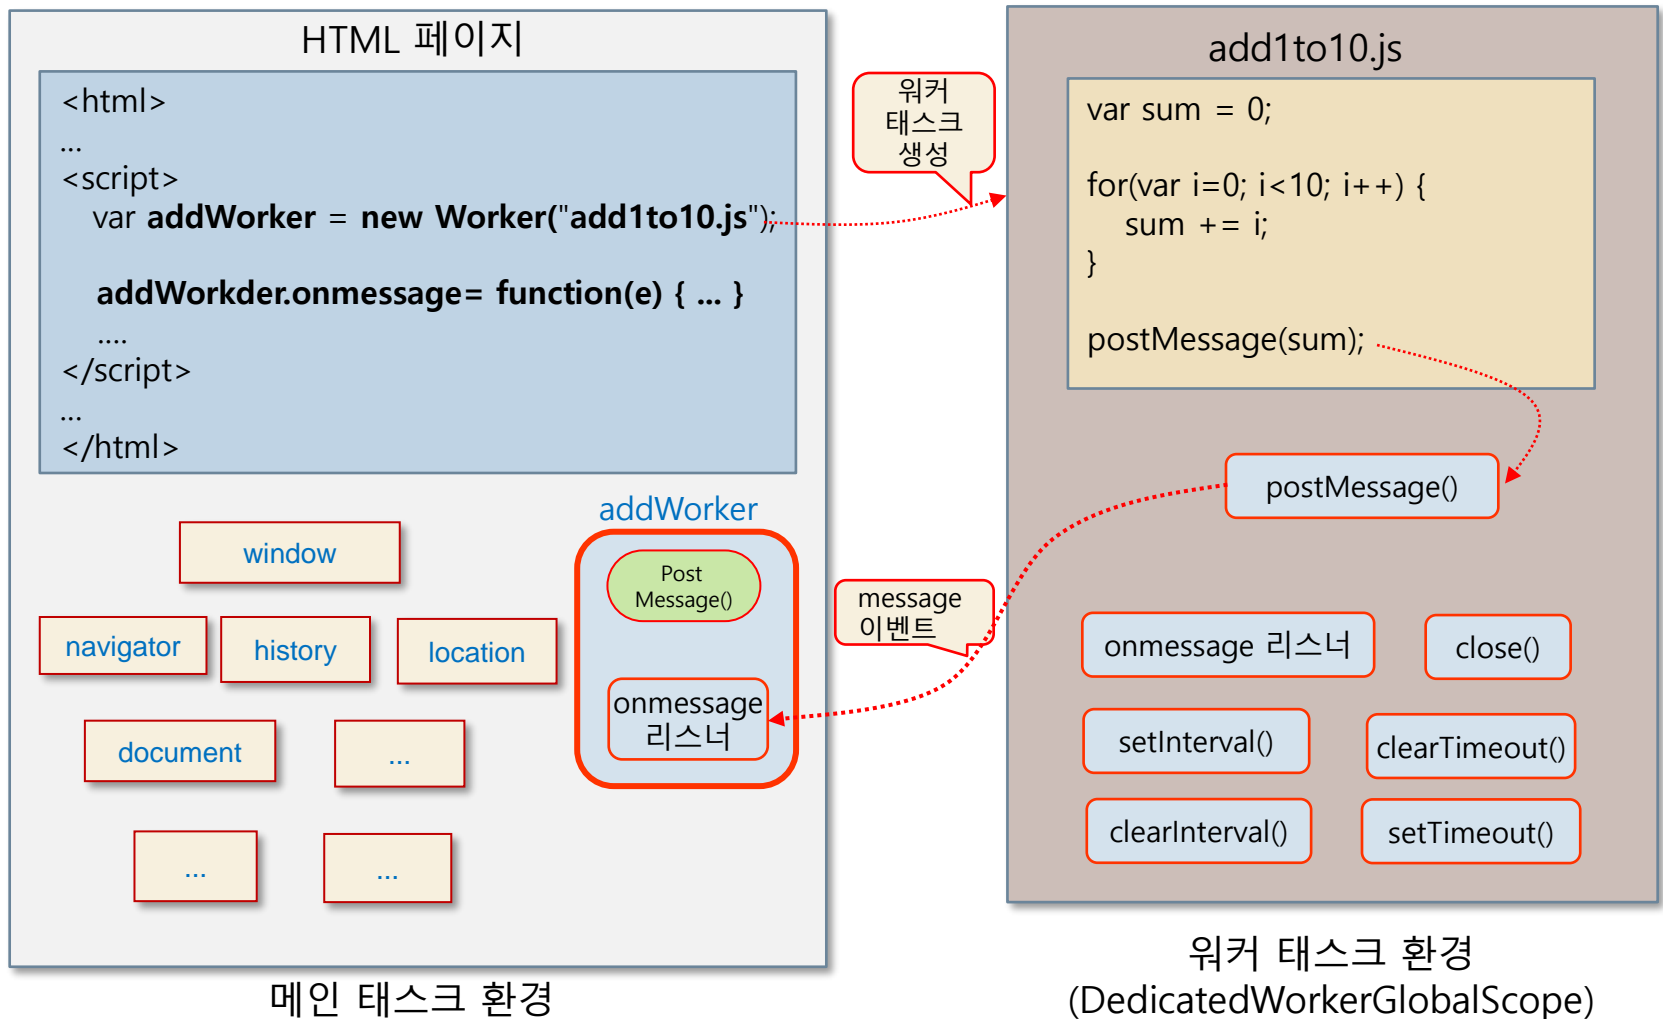 HTML 페이지
<html>
...
<script>
var addWorker = new Worker("add1to10.js");
addWorkder.onmessage= function(e) { ... }
....
</script>
...
</html>
워커
태스크
생성
add1to10.js
var sum = 0;
for(var i=0; i<10; i++) {
sum += i;
}
postMessage(sum);
postMessage()
addWorker
Post
Message()
onmessage
리스너
window
navigator
history
location
document
...
...
...
message
이벤트
onmessage 리스너
close()
setInterval()
clearTimeout()
clearInterval()
setTimeout()
메인 태스크 환경
워커 태스크 환경
(DedicatedWorkerGlobalScope)